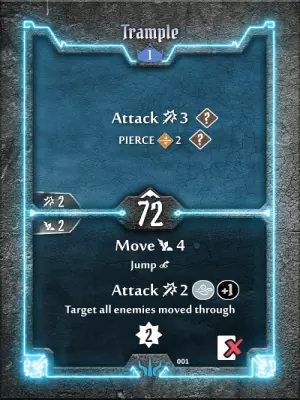 Trample
1
Attack 3 ?
PIERCE 2 ?
2
72
2
Move 4
Jump
Attack 2 +1
Target all enemies moved through
2
001